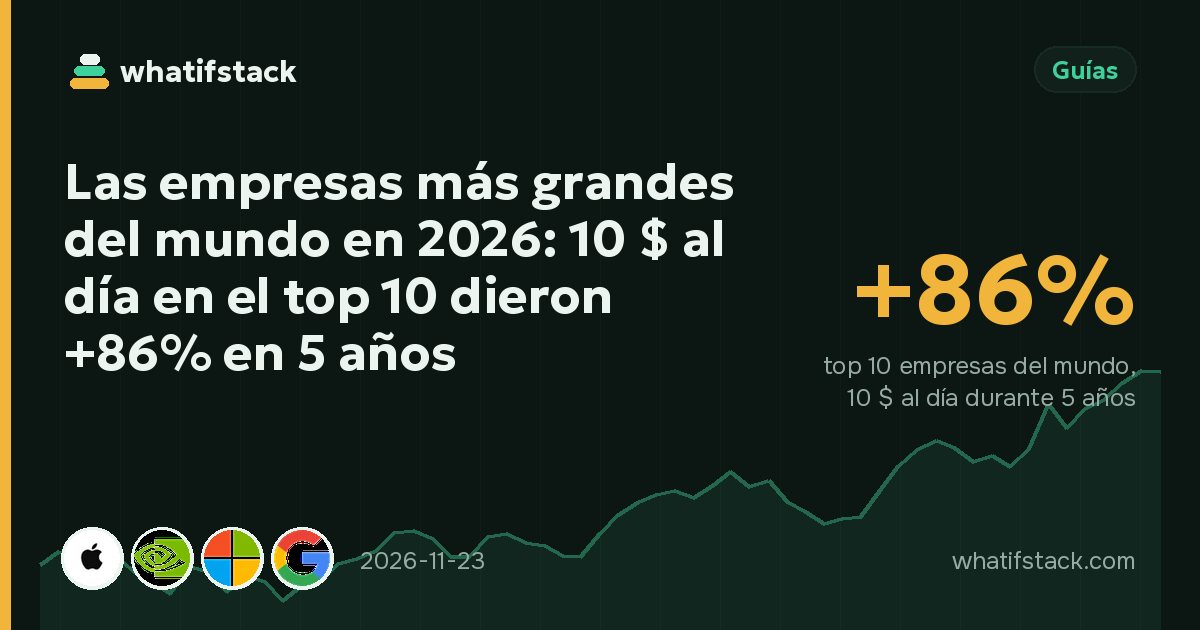 whatifstack
Guías
Las empresas más grandes
del mundo en 2026: 10 $ al
día en el top 10 dieron
+86% en 5 años
+86%
top 10 empresas del mundo,
10 $ al día durante 5 años
2026-11-23
whatifstack.com